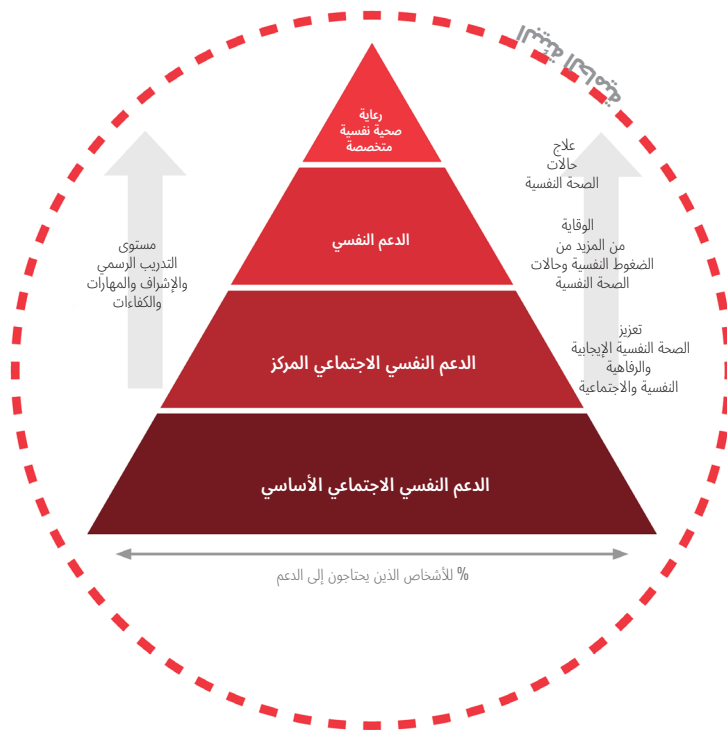 البيئة الحامية
رعاية
صحية نفسية
متخصصة
الدعم النفسي
الدعم النفسي الاجتماعي المركز
الدعم النفسي الاجتماعي الأساسي
علاج
حالات
الصحة النفسية
الوقاية
من المزيد من
الضغوط النفسية وحالات
الصحة النفسية
تعزيز
الصحة النفسية الإيجابية
والرفاهية
النفسية والاجتماعية
مستوى
التدريب الرسمي
والإشراف والمهارات
والكفاءات
% للأشخاص الذين يحتاجون إلى الدعم